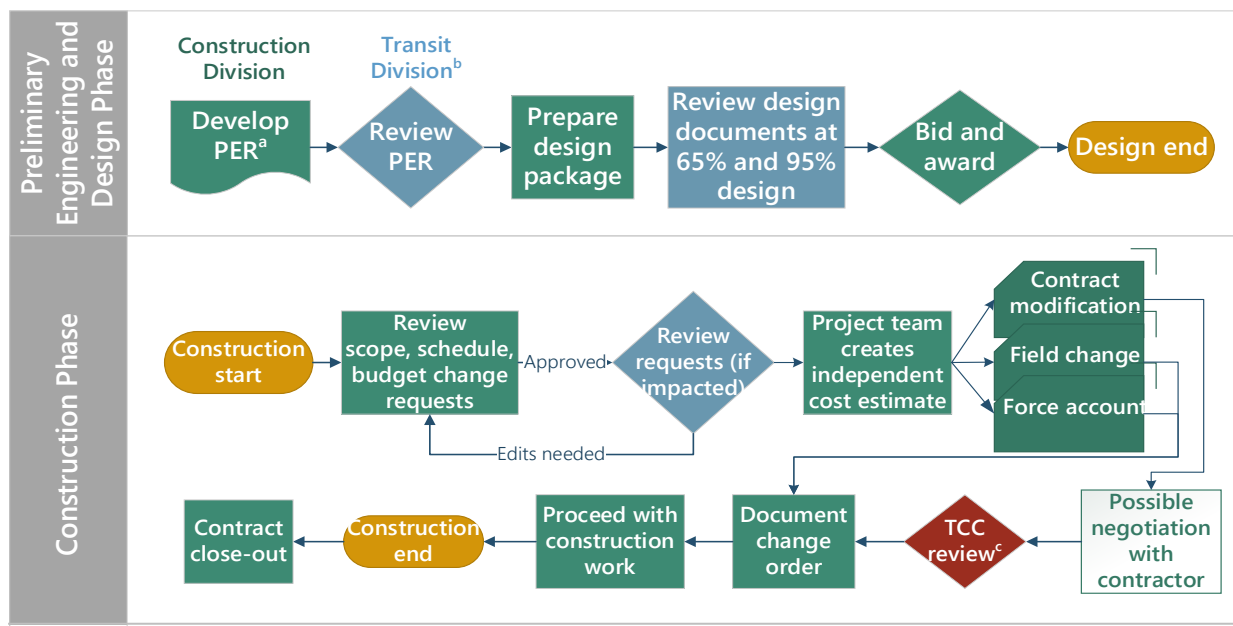 Preliminary
Engineering and
Design Phase
Construction
Division
Transit
Divisionᵇ
Develop
PERᵃ
Review
PER
Prepare
design
package
Review design
documents at
65% and 95%
design
Bid and
award
Design end
Construction Phase
Construction
start
Review
scope, schedule,
budget change
requests
Approved
Review
requests (if
impacted)
Edits needed
Project team
creates
independent
cost estimate
Contract
modification
Field change
Force account
Possible
negotiation
with
contractor
TCC
reviewᶜ
Document
change
order
Proceed with
construction
work
Construction
end
Contract
close-out